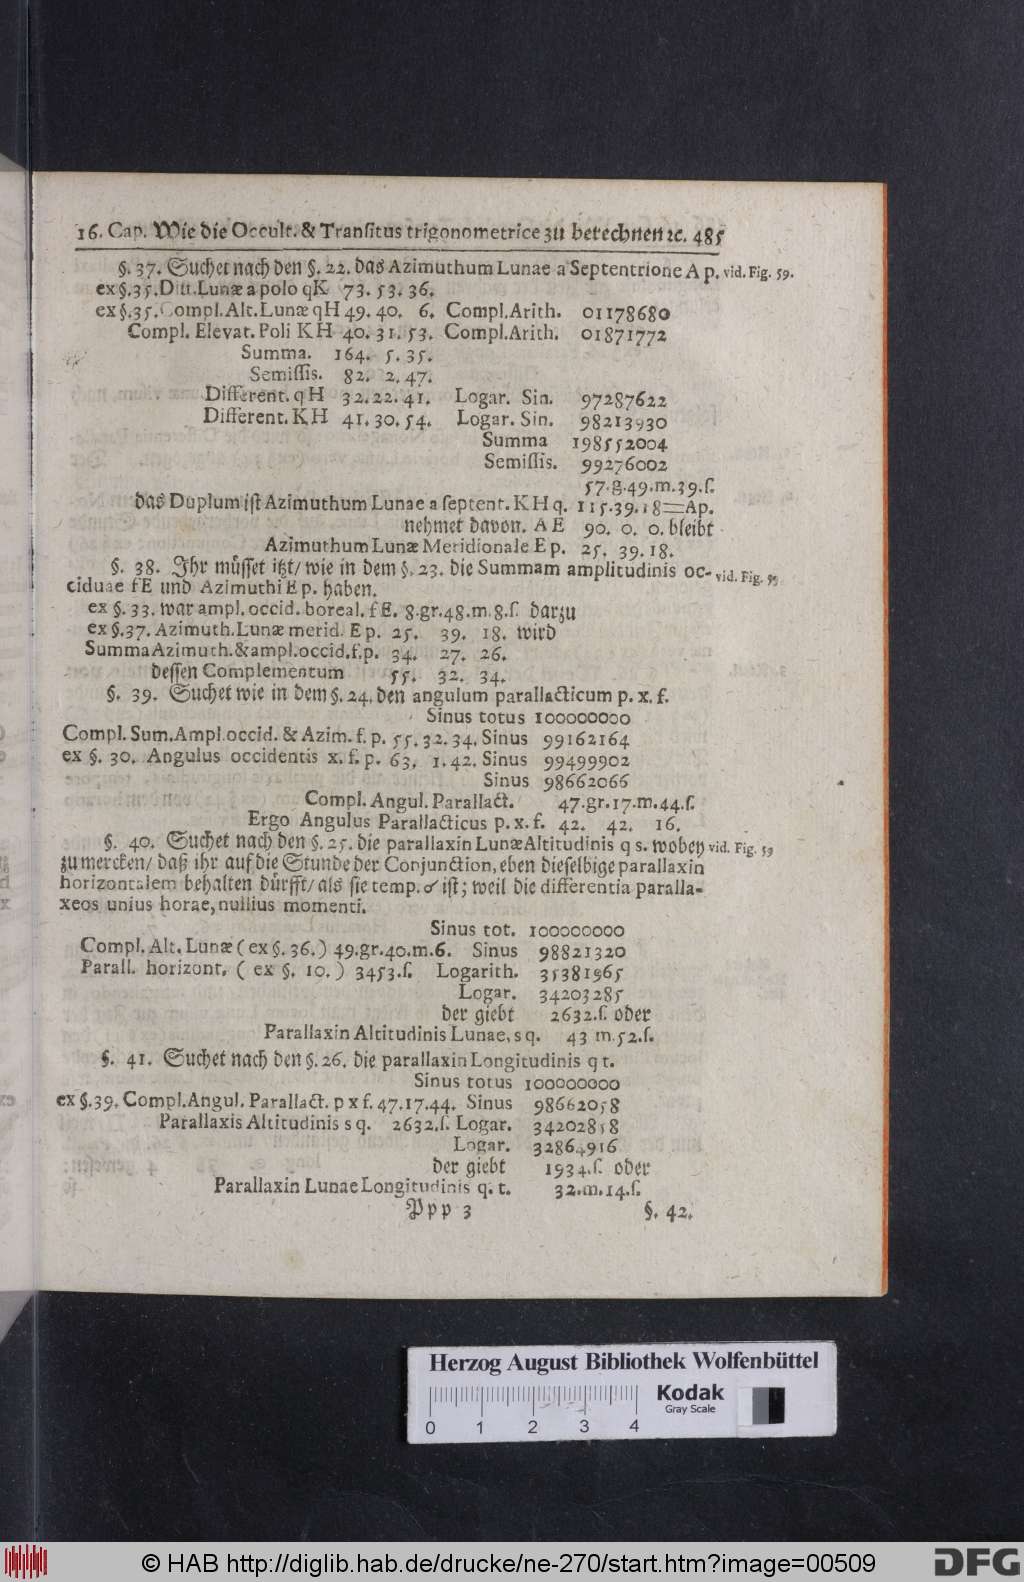 16. Cap. Wie die Occult. & Transitus trigonometrice zu berechnen ꝛc. 485
§. 37. Suchet nach den §. 22. das Azimuthum Lunae a Septentrione A p. vid. Fig. 59.
ex §.35. Dist. Lunæ a polo qK 73. 53. 36.
ex §.35. Compl. Alt. Lunæ qH 49. 40. 6. Compl. Arith. 01178680
Compl. Elevat. Poli K H 40. 31. 53. Compl. Arith. 01871772
Summa. 164. 5. 35.
Semissis. 82. 2. 47.
Different. qH 32. 22. 41. Logar. Sin. 97287622
Different. KH 41. 30. 54. Logar. Sin. 98213930
Summa 198552004
Semissis. 99276002
57. g. 49. m. 39. s.
das Duplum ist Azimuthum Lunae a septent. K H q. 115. 39. 18 = Ap.
nehmet davon. A E 90. 0. 0. bleibt
Azimuthum Lunæ Meridionale E p. 25. 39. 18.
§. 38. Ihr müsset itzt / wie in dem §. 23. die Summam amplitudinis oc- vid. Fig. 59
ciduae fE und Azimuthi E p. haben.
ex §. 33. war ampl. occid. boreal. f E. 8. gr. 48. m. 8. s. darzu
ex §.37. Azimuth. Lunæ merid. E p. 25. 39. 18. wird
Summa Azimuth. & ampl. occid. f. p. 34. 27. 26.
dessen Complementum 55. 32. 34.
§. 39. Suchet wie in dem §. 24. den angulum parallacticum p. x. f.
Sinus totus 100000000
Compl. Sum. Ampl. occid. & Azim. f. p. 55. 32. 34. Sinus 99162164
ex §. 30. Angulus occidentis x. f. p. 63. 1. 42. Sinus 99499902
Sinus 98662066
Compl. Angul. Parallact. 47. gr. 17. m. 44. s.
Ergo Angulus Parallacticus p. x. f. 42. 42. 16.
§. 40. Suchet nach den §. 25. die parallaxin Lunæ Altitudinis q s. wobey vid. Fig. 59
zu mercken / daß ihr auf die Stunde der Conjunction, eben dieselbige parallaxin
horizontalem behalten dürfft / als sie temp. ☌ ist; weil die differentia paralla-
xeos unius horae, nullius momenti.
Sinus tot. 100000000
Compl. Alt. Lunæ ( ex §. 36. ) 49. gr. 40. m. 6. Sinus 98821320
Parall. horizont. ( ex §. 10. ) 3453. s. Logarith. 35381965
Logar. 34203285
der giebt 2632. s. oder
Parallaxin Altitudinis Lunae, s q. 43 m. 52. s.
§. 41. Suchet nach den §. 26. die parallaxin Longitudinis q t.
Sinus totus 100000000
ex §.39. Compl. Angul. Parallact. p x f. 47. 17. 44. Sinus 98662058
Parallaxis Altitudinis s q. 2632. s. Logar. 34202858
Logar. 32864916
der giebt 1934. s. oder
Parallaxin Lunae Longitudinis q. t. 32. m. 14. s.
Ppp 3 §. 42.
Herzog August Bibliothek Wolfenbüttel
Kodak
Gray Scale
0 1 2 3 4
© HAB http://diglib.hab.de/drucke/ne-270/start.htm?image=00509
DFG